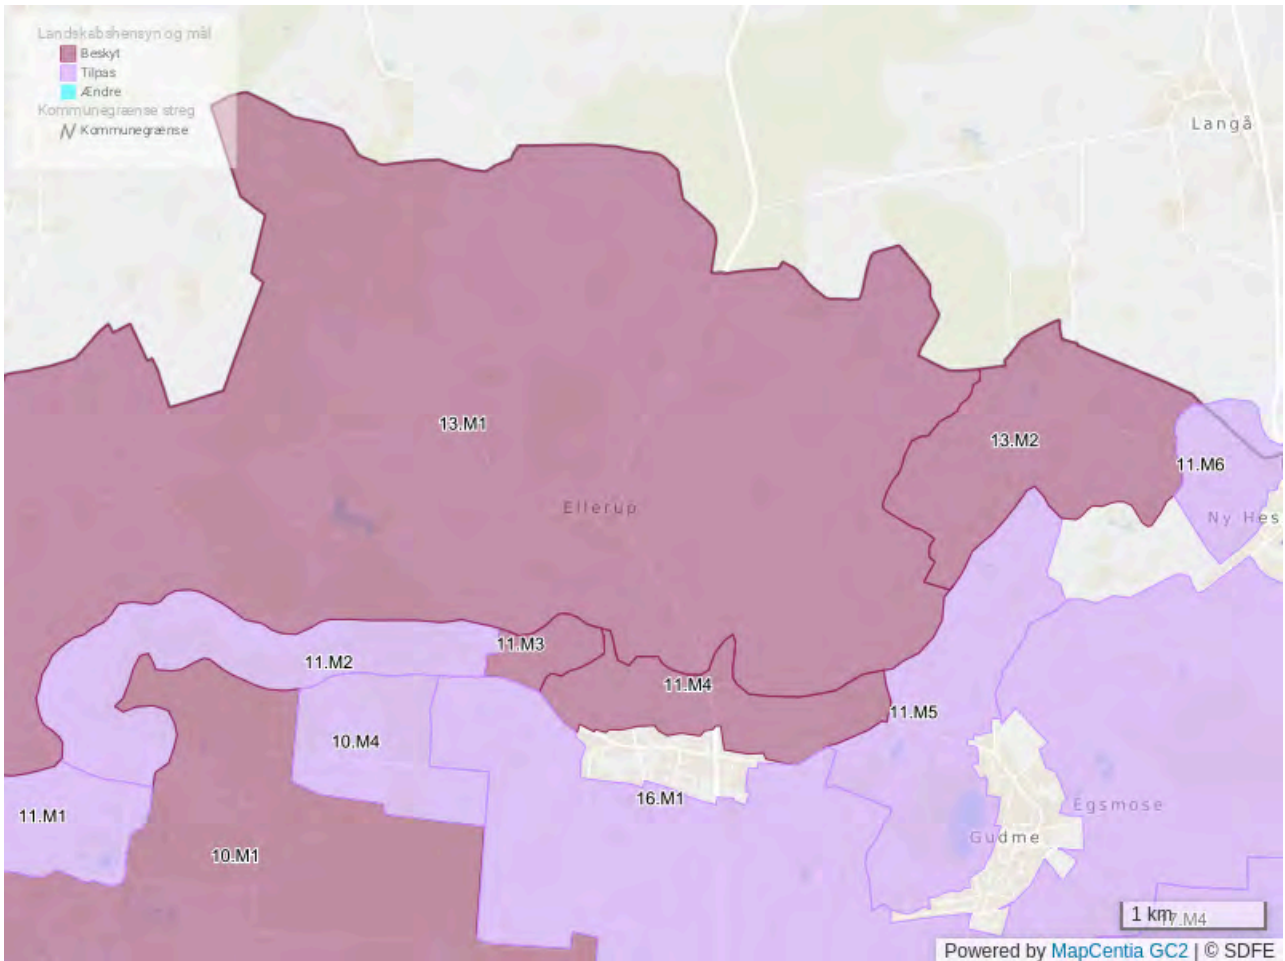 Landskabshensyn og mål
Beskyt
Tilpas
Ændre
Kommunegrænse streg
Kommunegrænse
Langå
13.M1
13.M2
11.M6
Ellerup
Ny Hes
11.M3
11.M2
11.M4
11.M5
10.M4
16.M1
11.M1
Egsmose
Gudme
10.M1
1 km
17.M4
Powered by MapCentia GC2 | © SDFE